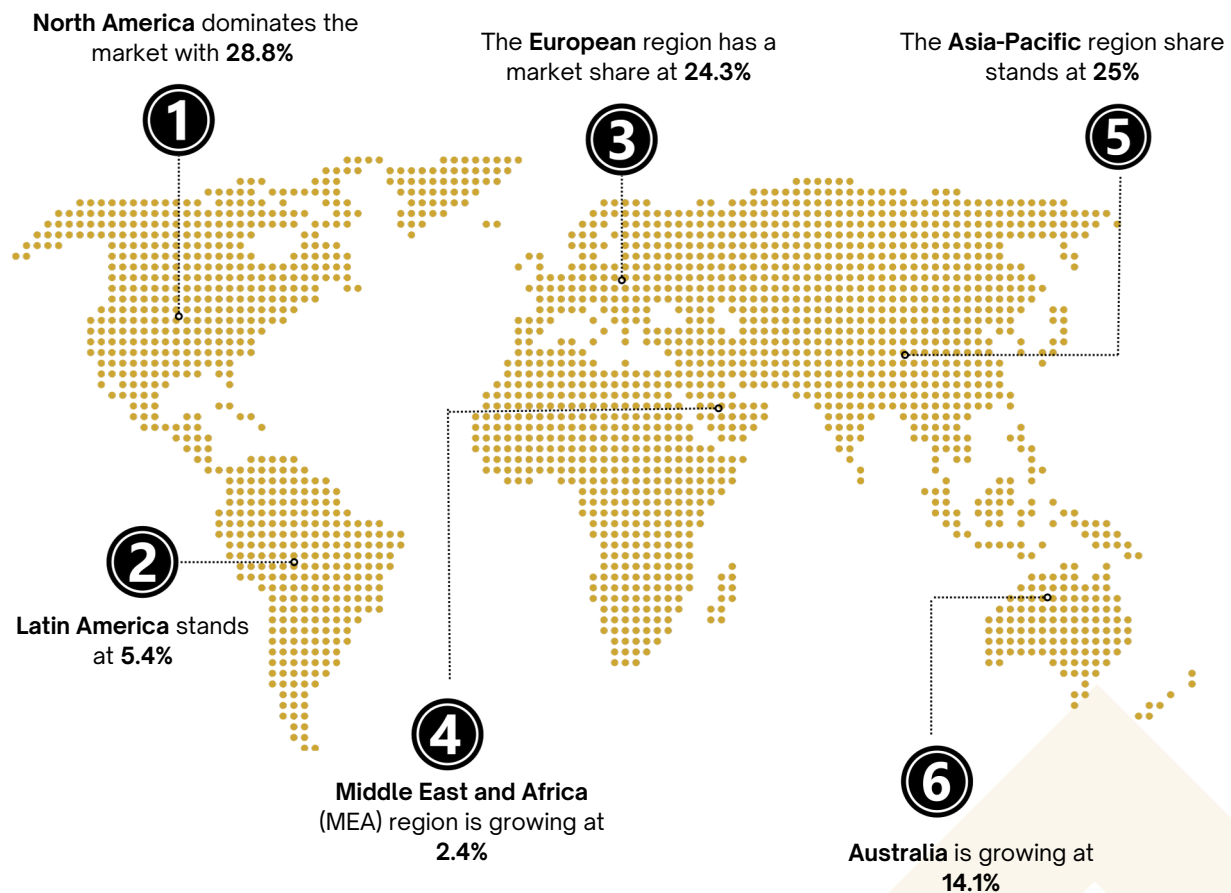 North America dominates the
market with 28.8%
1
The European region has a
market share at 24.3%
3
The Asia-Pacific region share
stands at 25%
5
2
Latin America stands
at 5.4%
4
Middle East and Africa
(MEA) region is growing at
2.4%
6
Australia is growing at
14.1%